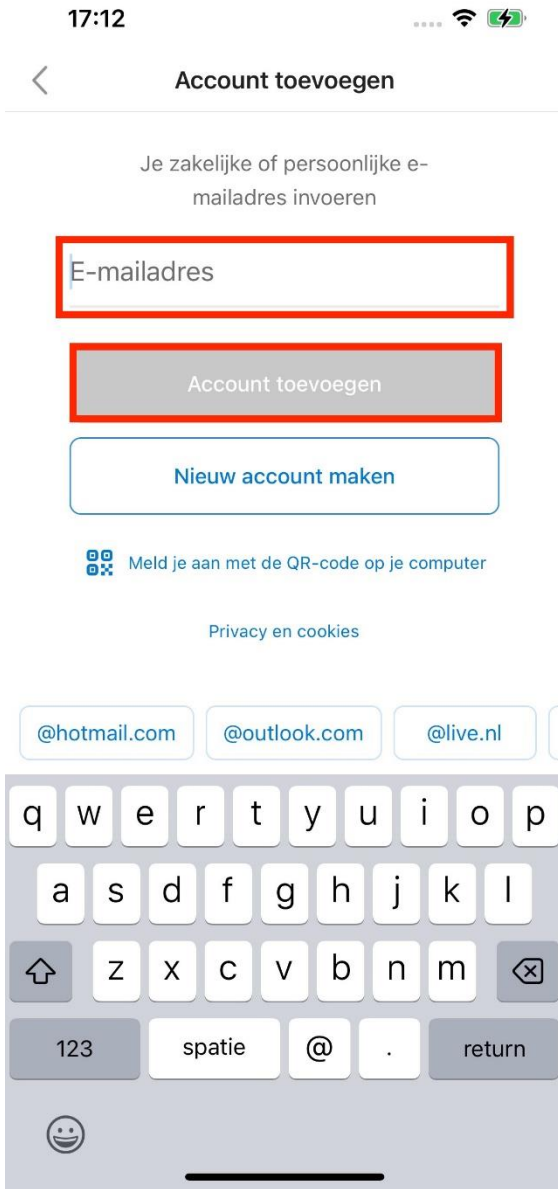 17:12
Account toevoegen
Je zakelijke of persoonlijke e-
mailadres invoeren
E-mailadres
Account toevoegen
Nieuw account maken
Meld je aan met de QR-code op je computer
Privacy en cookies
@hotmail.com @outlook.com @live.nl
q w e r t y u i o p
a s d f g h j k l
z x c v b n m
123 spatie @ . return